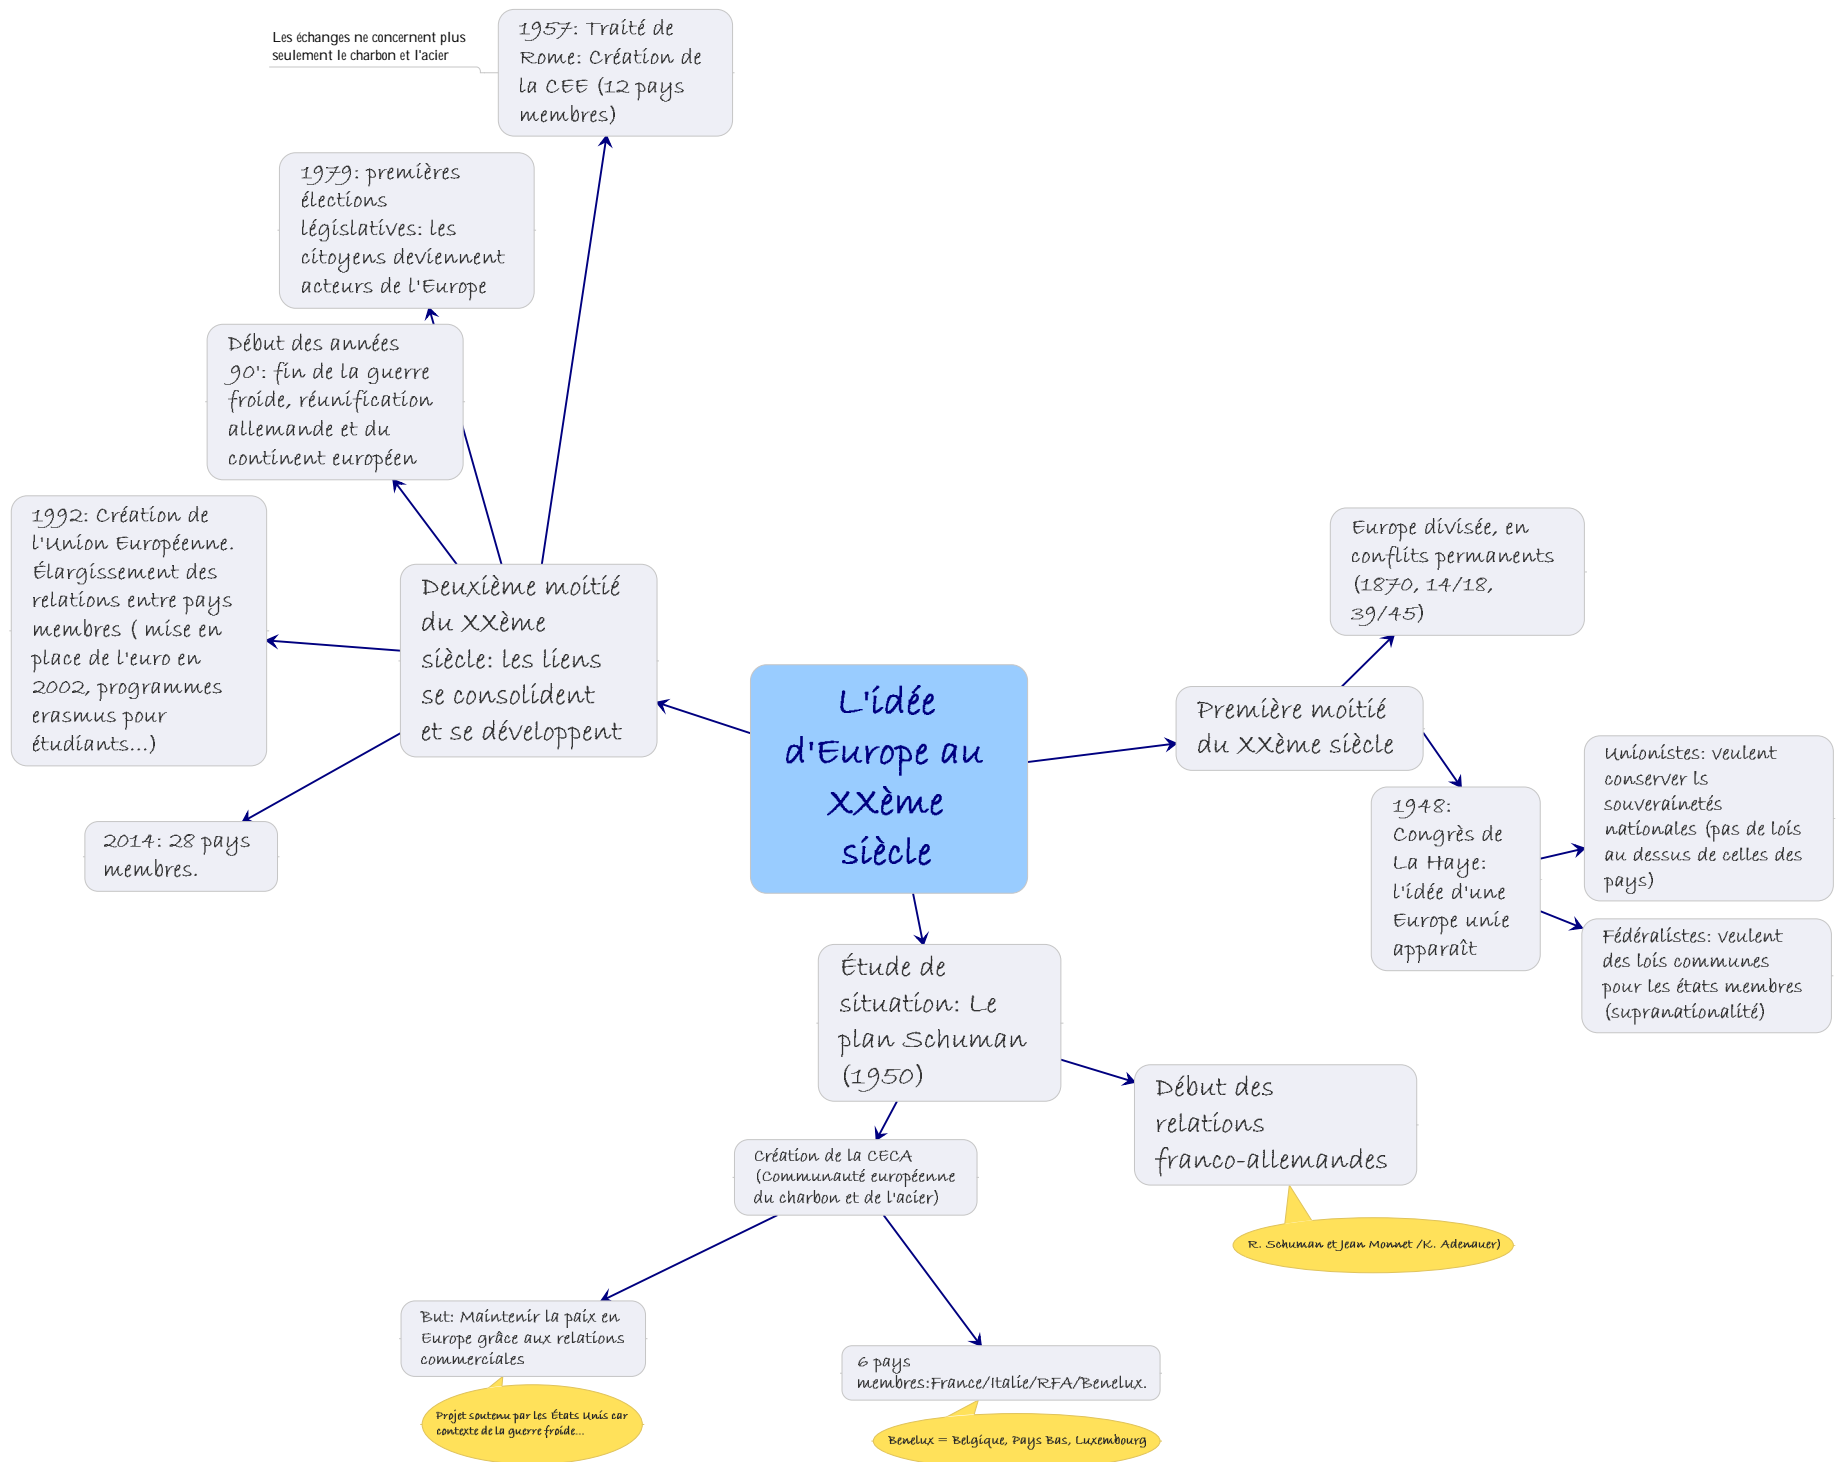 Les échanges ne concernent plus
seulement le charbon et l'acier
1957: Traité de
Rome: Création de
la CEE (12 pays
membres)
1979: premières
élections
législatives: les
citoyens deviennent
acteurs de l'Europe
Début des années
90': fin de la guerre
froide, réunification
allemande et du
continent européen
1992: Création de
l'Union Européenne.
Élargissement des
relations entre pays
membres ( mise en
place de l'euro en
2002, programmes
erasmus pour
étudiants...)
2014: 28 pays
membres.
Deuxième moitié
du XXème
siècle: les liens
se consolident
et se développent
L'idée
d'Europe au
XXème
siècle
Première moitié
du XXème siècle
Europe divisée, en
conflits permanents
(1870, 14/18,
39/45)
1948:
Congrès de
La Haye:
l'idée d'une
Europe unie
apparaît
Unionistes: veulent
conserver ls
souverainetés
nationales (pas de lois
au dessus de celles des
pays)
Fédéralistes: veulent
des lois communes
pour les états membres
(supranationalité)
Étude de
situation: Le
plan Schuman
(1950)
Début des
relations
franco-allemandes
R. Schuman et Jean Monnet /K. Adenauer)
Création de la CECA
(Communauté européenne
du charbon et de l'acier)
But: Maintenir la paix en
Europe grâce aux relations
commerciales
Projet soutenu par les États Unis car
contexte de la guerre froide...
6 pays
membres:France/Italie/RFA/Benelux.
Benelux = Belgique, Pays Bas, Luxembourg